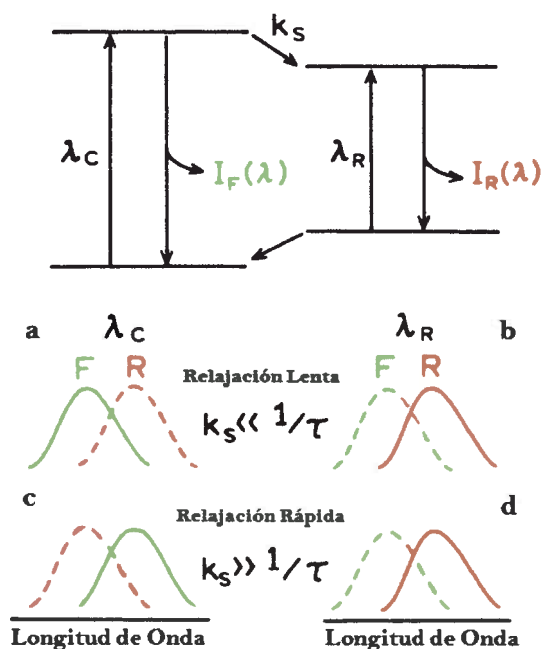 k_S
λ_C
I_F(λ)
λ_R
I_R(λ)
a
λ_C
λ_R
b
F
R
Relajación Lenta
F
R
k_S << 1/τ
c
Relajación Rápida
d
k_S >> 1/τ
Longitud de Onda
Longitud de Onda